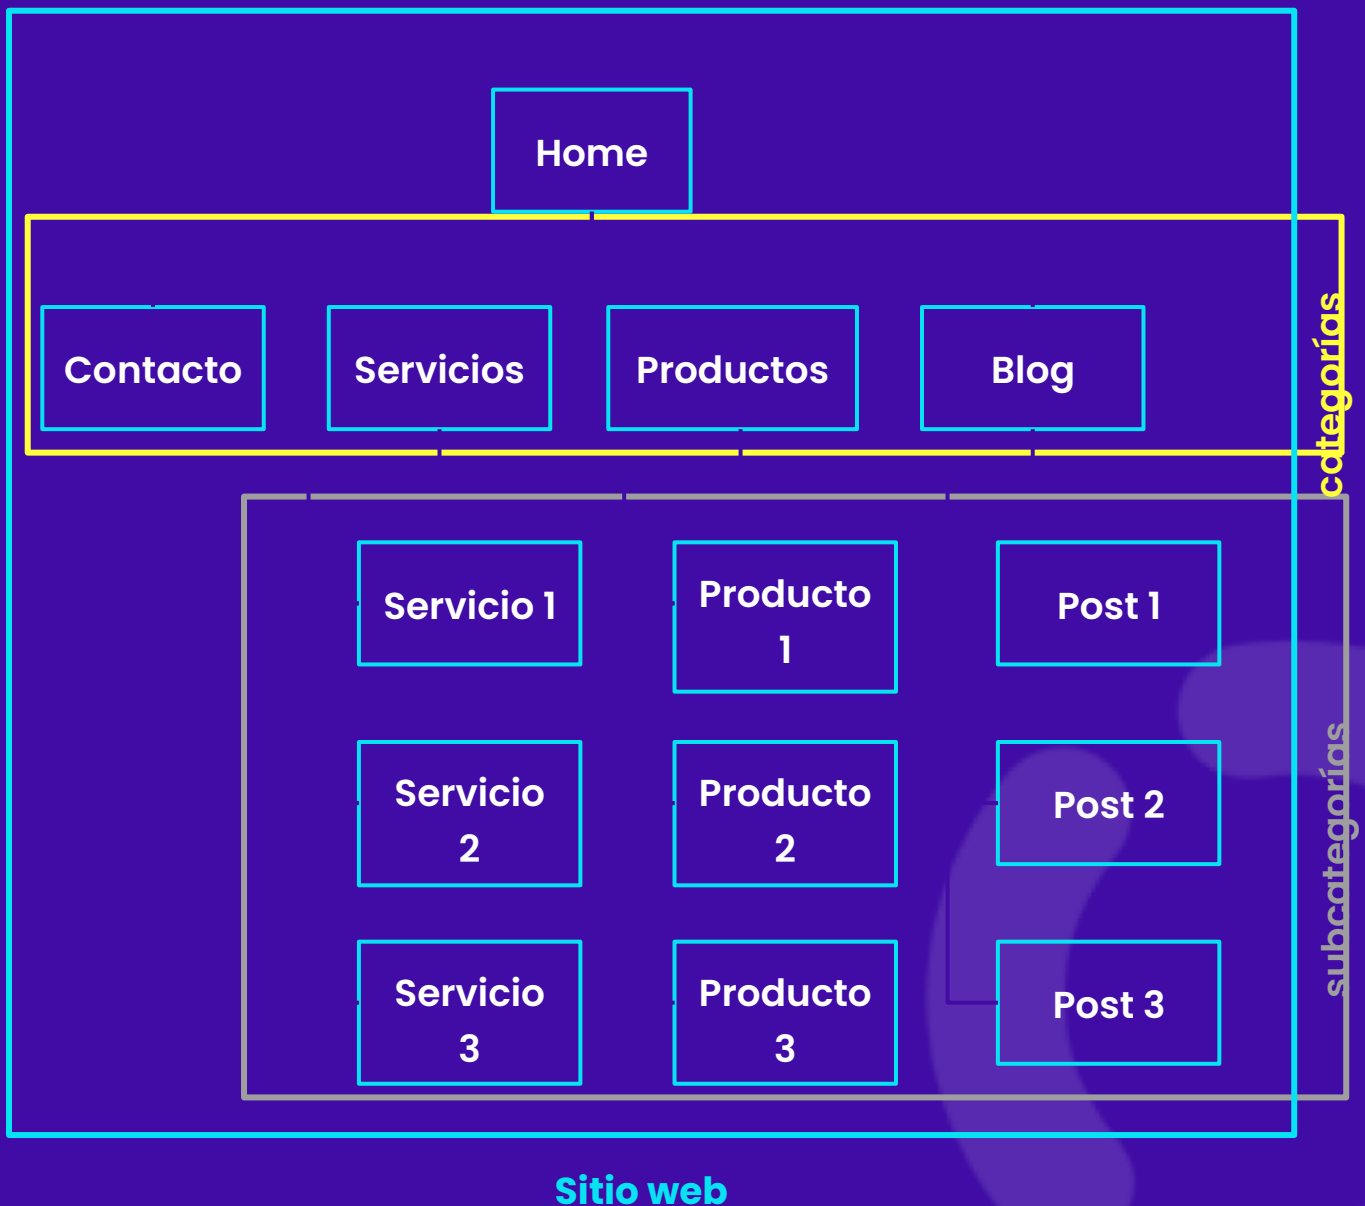 Home
Contacto
Servicios
Productos
Blog
categorías
Servicio 1
Producto
1
Post 1
Servicio
2
Producto
2
Post 2
Servicio
3
Producto
3
Post 3
subcategorías
Sitio web